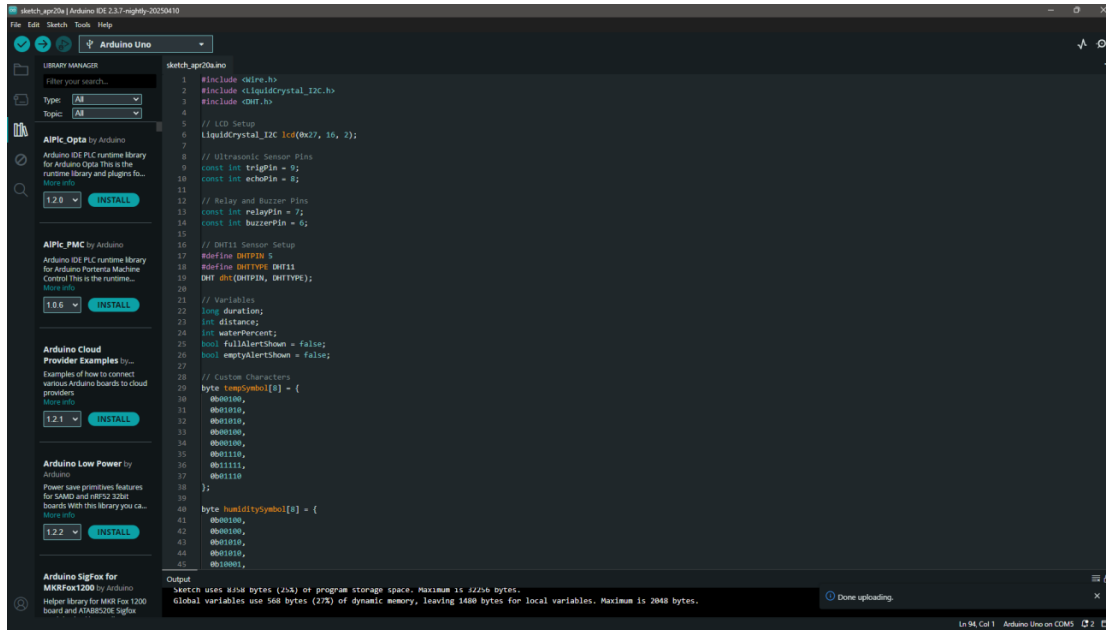 sketch_apr20a | Arduino IDE 2.3.7-nightly-20250410
File Edit Sketch Tools Help
Arduino Uno
LIBRARY MANAGER
Filter your search...
Type: All
Topic: All
AlPlc_Opta by Arduino
Arduino IDE PLC runtime library
for Arduino Opta This is the
runtime library and plugins fo...
More info
1.2.0 INSTALL
AlPlc_PMC by Arduino
Arduino IDE PLC runtime library
for Arduino Portenta Machine
Control This is the runtime...
More info
1.0.6 INSTALL
Arduino Cloud
Provider Examples by...
Examples of how to connect
various Arduino boards to cloud
providers
More info
1.2.1 INSTALL
Arduino Low Power by
Arduino
Power save primitives features
for SAMD and nRF52 32bit
boards With this library you ca...
More info
1.2.2 INSTALL
Arduino SigFox for
MKRFox1200 by Arduino
Helper library for MKR Fox 1200
board and ATAB8520E Sigfox
sketch_apr20a.ino
1 #include <Wire.h>
2 #include <LiquidCrystal_I2C.h>
3 #include <DHT.h>
4
5 // LCD Setup
6 LiquidCrystal_I2C lcd(0x27, 16, 2);
7
8 // Ultrasonic Sensor Pins
9 const int trigPin = 9;
10 const int echoPin = 8;
11
12 // Relay and Buzzer Pins
13 const int relayPin = 7;
14 const int buzzerPin = 6;
15
16 // DHT11 Sensor Setup
17 #define DHTPIN 5
18 #define DHTTYPE DHT11
19 DHT dht(DHTPIN, DHTTYPE);
20
21 // Variables
22 long duration;
23 int distance;
24 int waterPercent;
25 bool fullAlertShown = false;
26 bool emptyAlertShown = false;
27
28 // Custom Characters
29 byte tempSymbol[8] = {
30 0b00100,
31 0b01010,
32 0b01010,
33 0b00100,
34 0b00100,
35 0b01110,
36 0b11111,
37 0b01110
38 };
39
40 byte humiditySymbol[8] = {
41 0b00100,
42 0b00100,
43 0b01010,
44 0b01010,
45 0b10001,
Output
Sketch uses 8358 bytes (25%) of program storage space. Maximum is 32256 bytes.
Global variables use 568 bytes (27%) of dynamic memory, leaving 1480 bytes for local variables. Maximum is 2048 bytes.
Done uploading.
Ln 94, Col 1 Arduino Uno on COM5 2